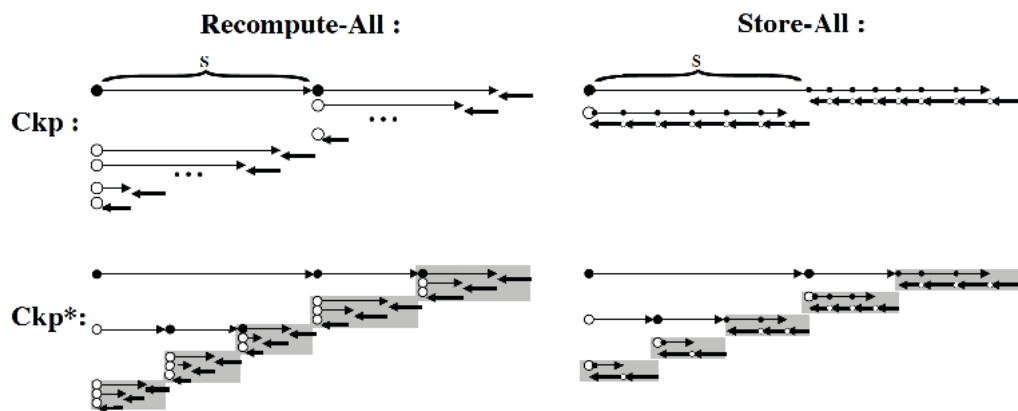 Recompute-All :
Store-All :
S
S
Ckp :
Ckp*: